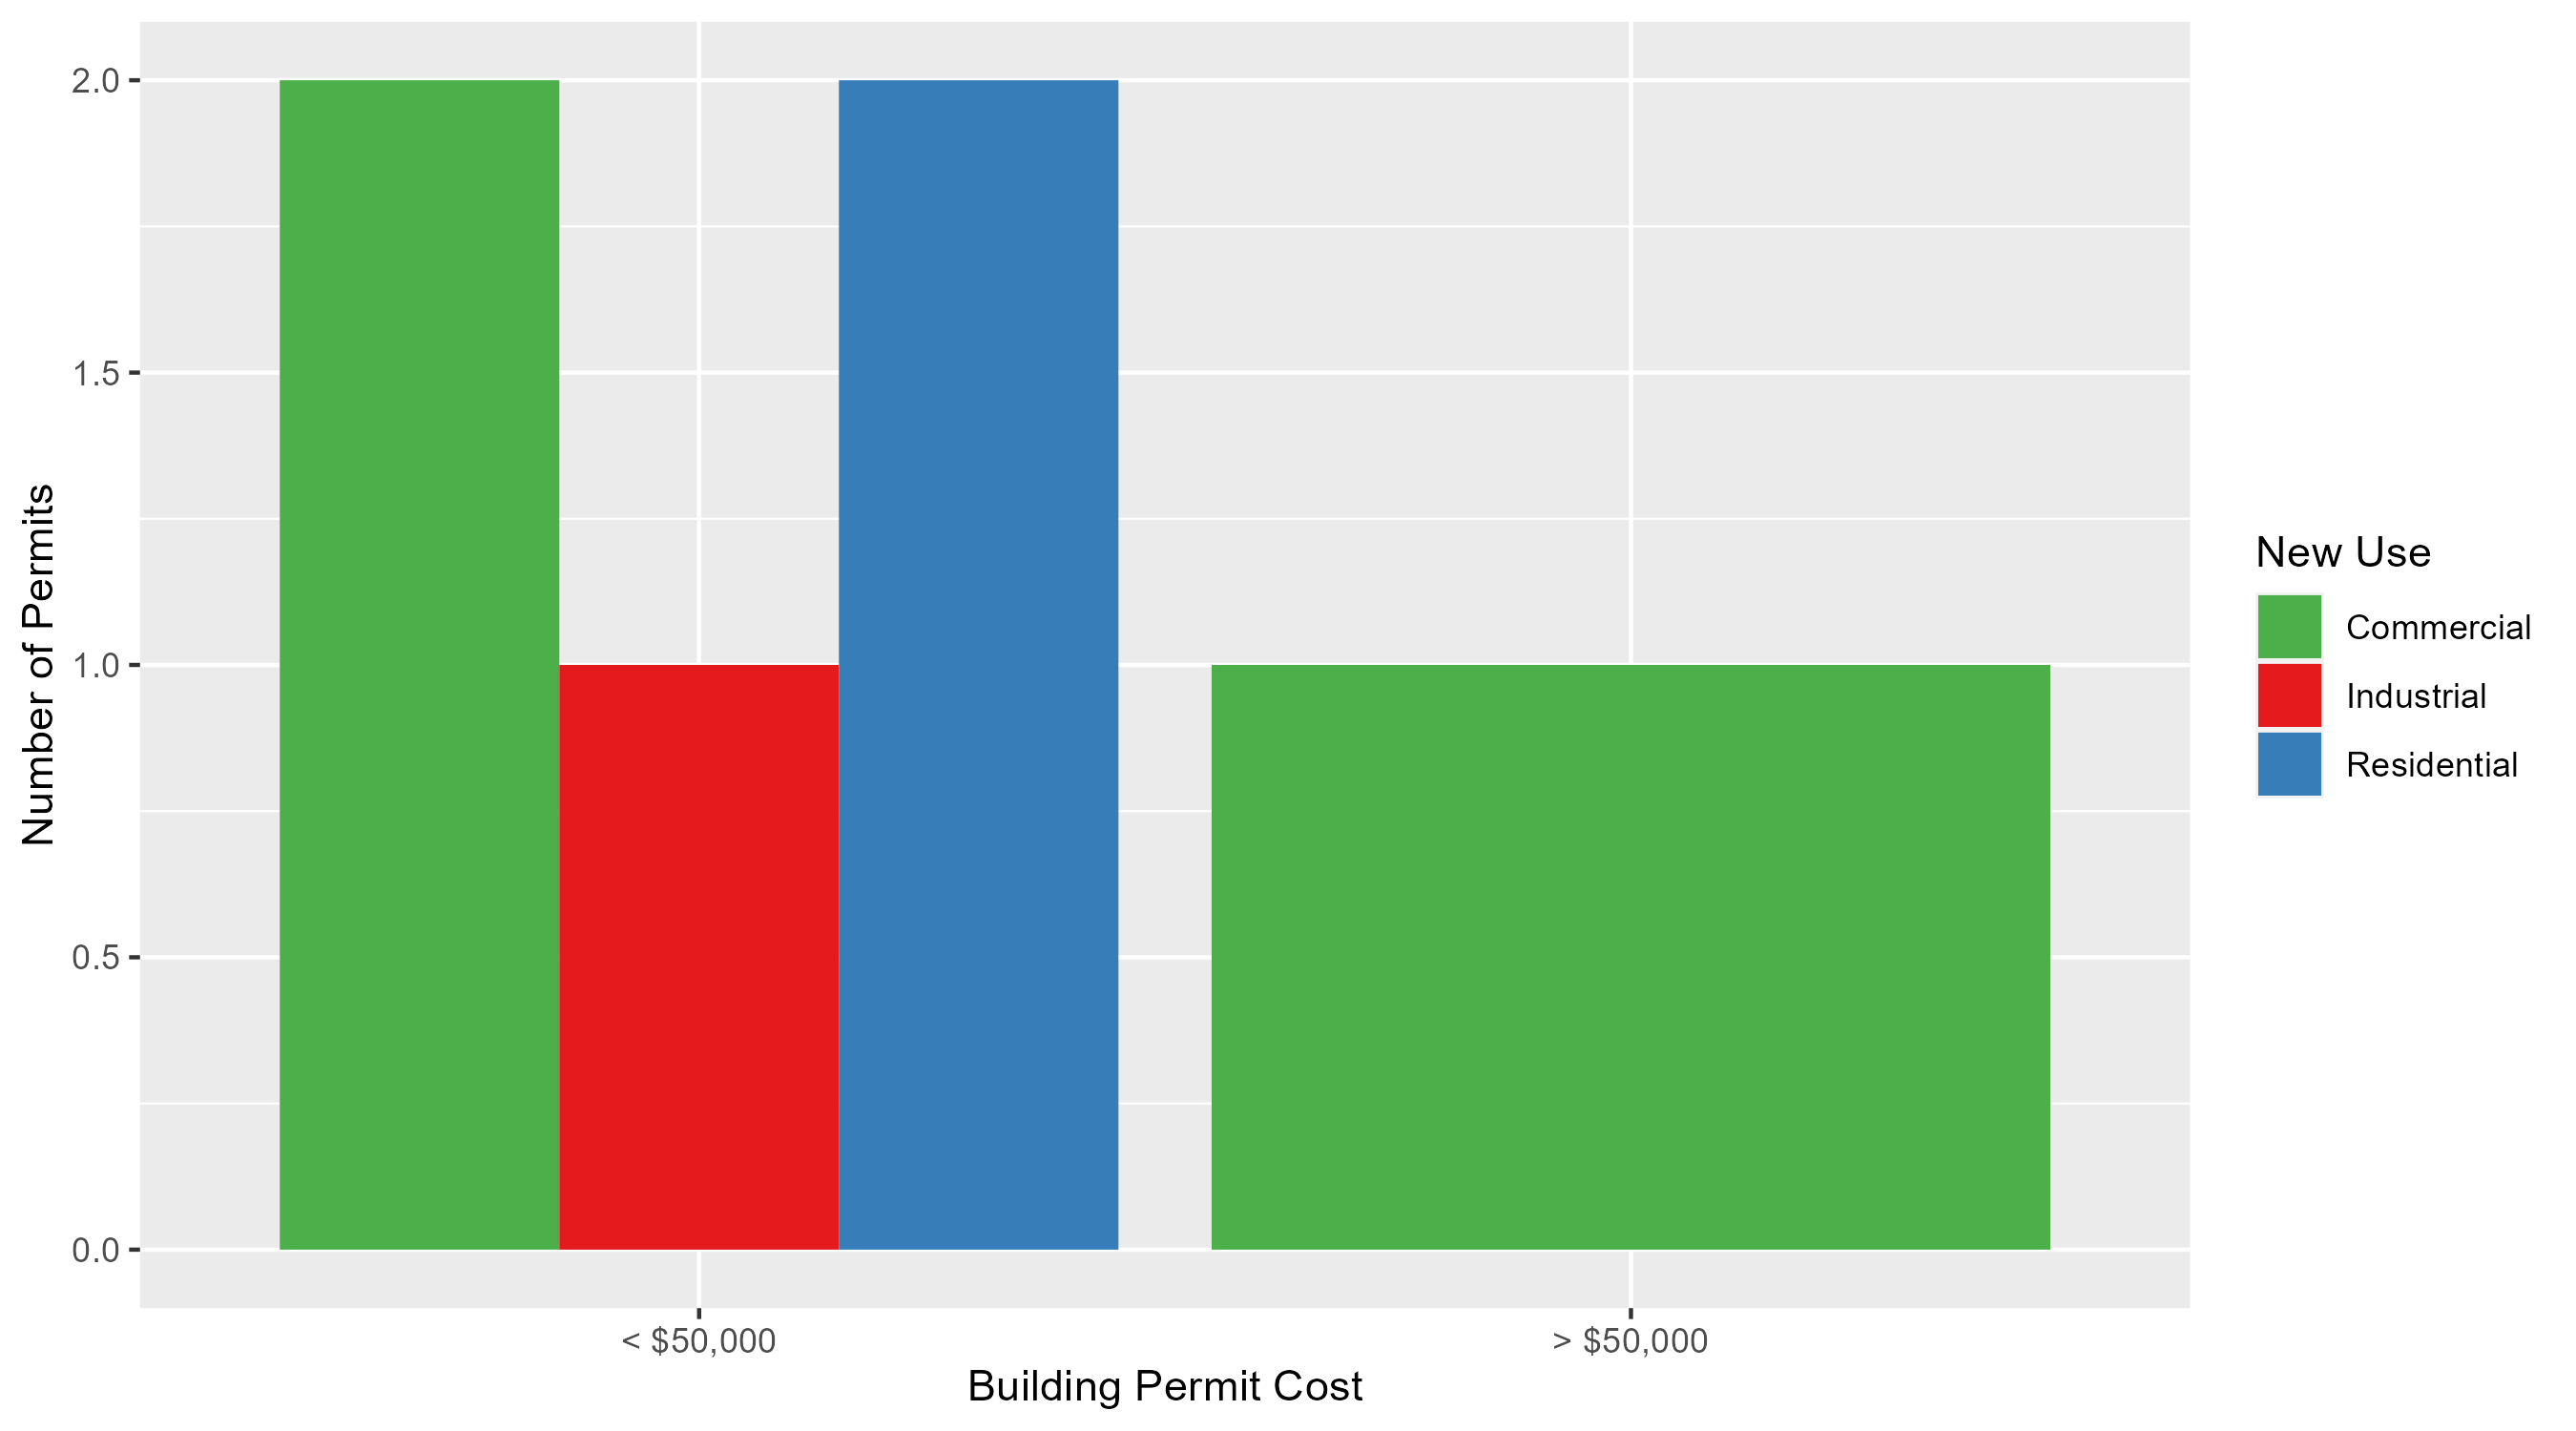 2.0
1.5
1.0
0.5
0.0
Number of Permits
< $50,000
> $50,000
Building Permit Cost
New Use
Commercial
Industrial
Residential